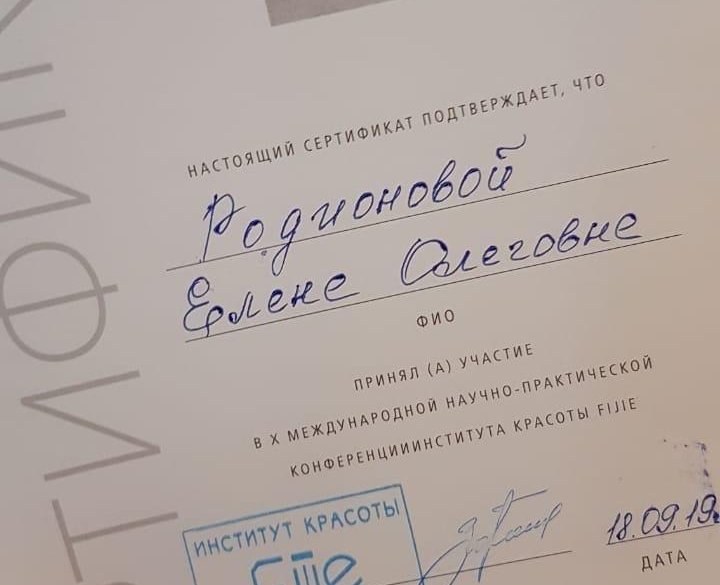 НАСТОЯЩИЙ СЕРТИФИКАТ ПОДТВЕРЖДАЕТ, ЧТО
Родионовой
Елене Олеговне
ФИО
ПРИНЯЛ (А) УЧАСТИЕ
В X МЕЖДУНАРОДНОЙ НАУЧНО-ПРАКТИЧЕСКОЙ
КОНФЕРЕНЦИИИНСТИТУТА КРАСОТЫ FIJIE
ИНСТИТУТ КРАСОТЫ
Fijie
18.09.19.
ДАТА